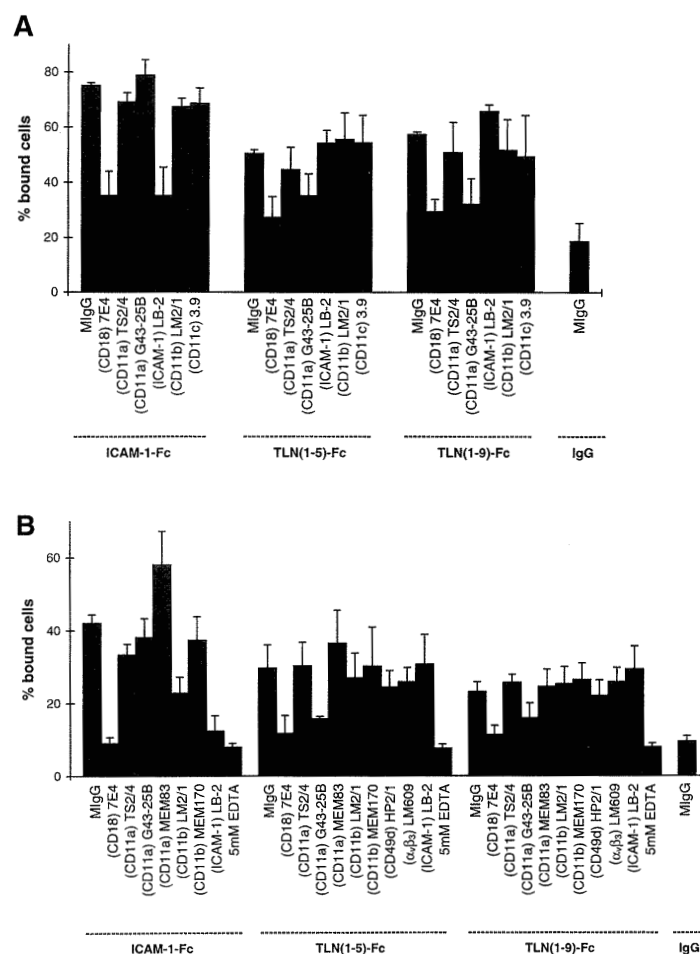 A
% bound cells
80
60
40
20
0
MIgG
(CD18) 7E4
(CD11a) TS2/4
(CD11a) G43-25B
(ICAM-1) LB-2
(CD11b) LM2/1
(CD11c) 3.9
MIgG
(CD18) 7E4
(CD11a) TS2/4
(CD11a) G43-25B
(ICAM-1) LB-2
(CD11b) LM2/1
(CD11c) 3.9
MIgG
(CD18) 7E4
(CD11a) TS2/4
(CD11a) G43-25B
(ICAM-1) LB-2
(CD11b) LM2/1
(CD11c) 3.9
MIgG
ICAM-1-Fc
TLN(1-5)-Fc
TLN(1-9)-Fc
IgG
B
% bound cells
60
40
20
0
MIgG
(CD18) 7E4
(CD11a) TS2/4
(CD11a) G43-25B
(CD11a) MEM83
(CD11b) LM2/1
(CD11b) MEM170
(ICAM-1) LB-2
5mM EDTA
MIgG
(CD18) 7E4
(CD11a) TS2/4
(CD11a) G43-25B
(CD11a) MEM83
(CD11b) LM2/1
(CD11b) MEM170
(CD49d) HP2/1
(αvβ3) LM609
(ICAM-1) LB-2
5mM EDTA
MIgG
(CD18) 7E4
(CD11a) TS2/4
(CD11a) G43-25B
(CD11a) MEM83
(CD11b) LM2/1
(CD11b) MEM170
(CD49d) HP2/1
(αvβ3) LM609
(ICAM-1) LB-2
5mM EDTA
MIgG
ICAM-1-Fc
TLN(1-5)-Fc
TLN(1-9)-Fc
IgG